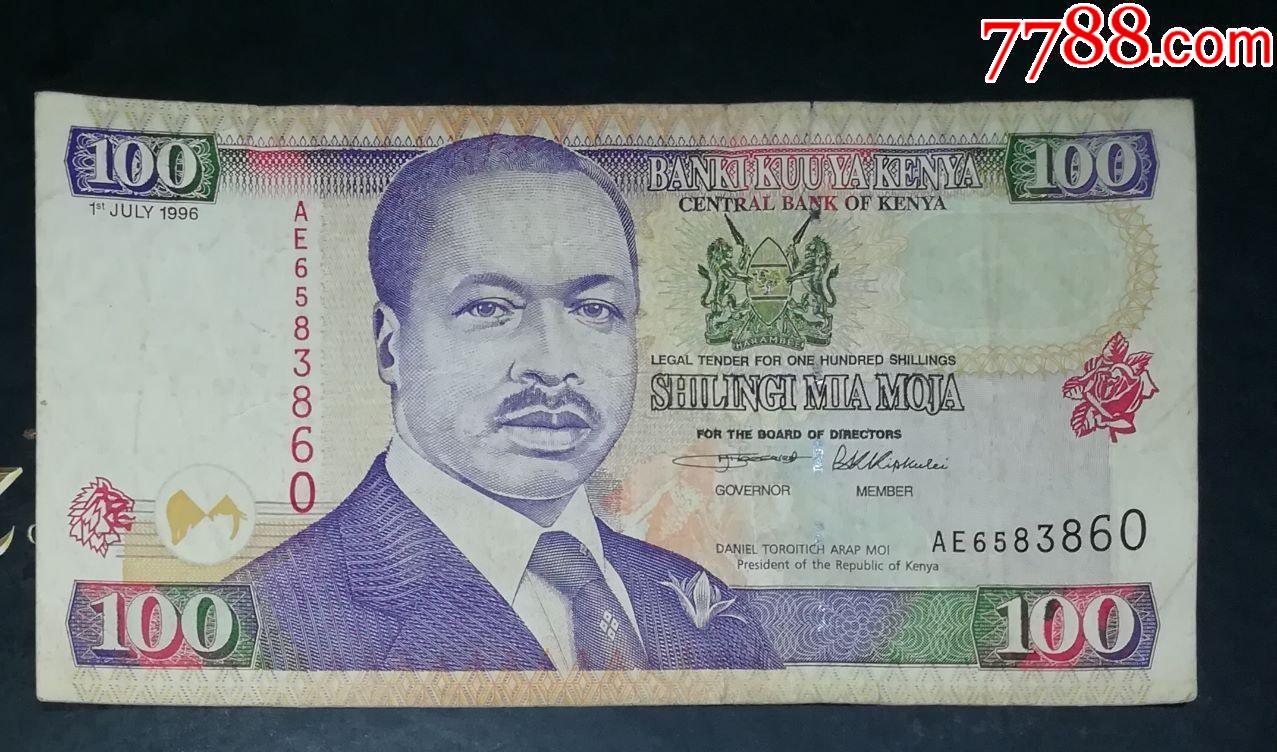 7788.com
100
BANKI KUU YA KENYA
100
1st JULY 1996
CENTRAL BANK OF KENYA
AE6583860
HARAMBEE
LEGAL TENDER FOR ONE HUNDRED SHILLINGS
SHILINGI MIA MOJA
FOR THE BOARD OF DIRECTORS
GOVERNOR MEMBER
AE6583860
DANIEL TOROITICH ARAP MOI
President of the Republic of Kenya
100
100